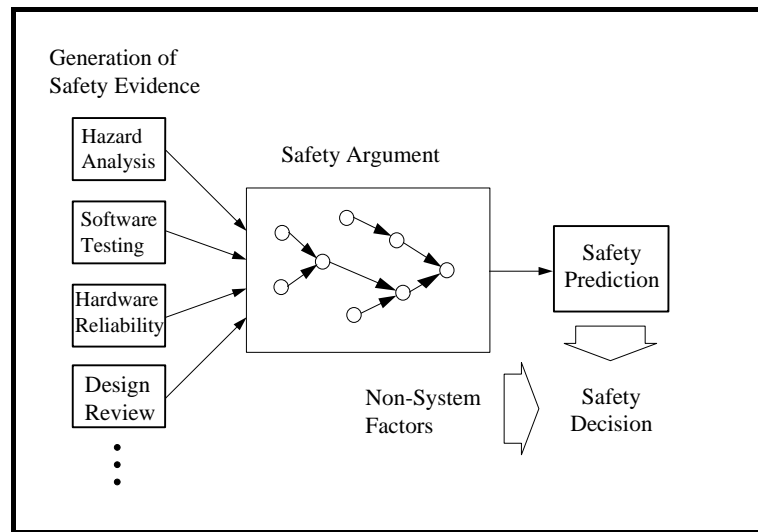 Generation of
Safety Evidence
Hazard
Analysis
Software
Testing
Hardware
Reliability
Design
Review
Safety Argument
Safety
Prediction
Non-System
Factors
Safety
Decision